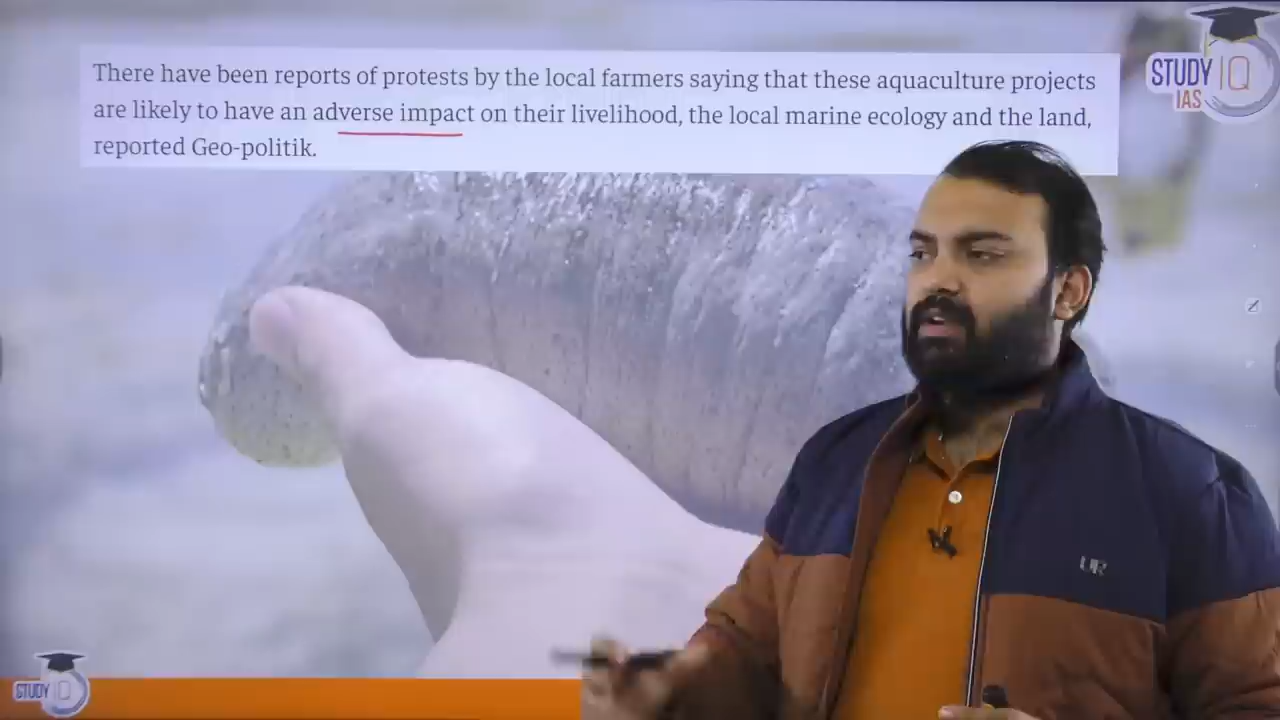 There have been reports of protests by the local farmers saying that these aquaculture projects
are likely to have an adverse impact on their livelihood, the local marine ecology and the land,
reported Geo-politik.
STUDY IQ
IAS
UR
STUDY IQ